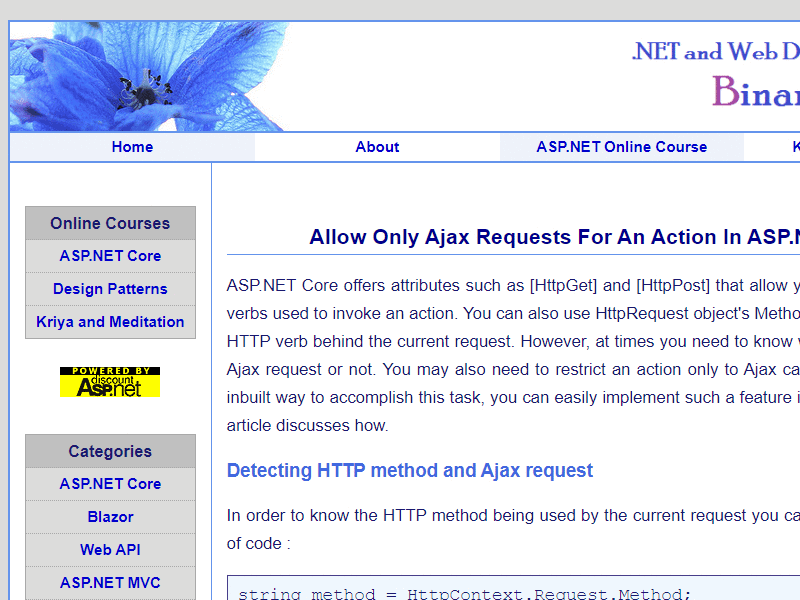 .NET and Web D
Binar
Home
About
ASP.NET Online Course
K
Online Courses
ASP.NET Core
Design Patterns
Kriya and Meditation
POWERED BY
discount
Asp.net
Categories
ASP.NET Core
Blazor
Web API
ASP.NET MVC
Allow Only Ajax Requests For An Action In ASP.N
ASP.NET Core offers attributes such as [HttpGet] and [HttpPost] that allow y
verbs used to invoke an action. You can also use HttpRequest object's Metho
HTTP verb behind the current request. However, at times you need to know w
Ajax request or not. You may also need to restrict an action only to Ajax ca
inbuilt way to accomplish this task, you can easily implement such a feature i
article discusses how.
Detecting HTTP method and Ajax request
In order to know the HTTP method being used by the current request you ca
of code :
string method = HttpContext.Request.Method;